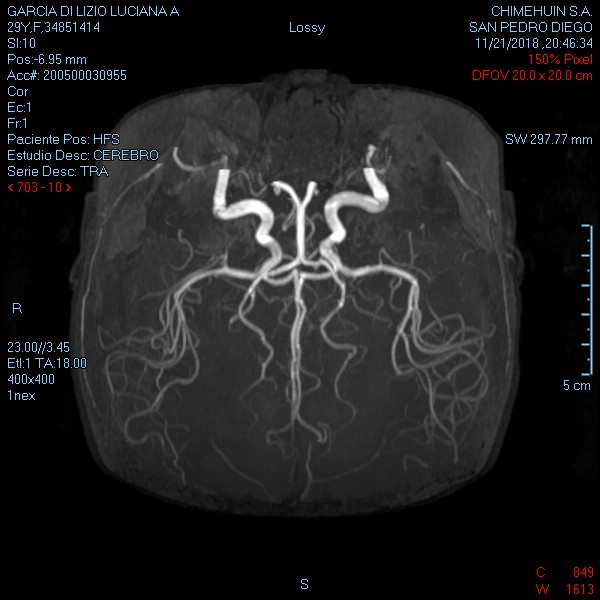 GARCIA DI LIZIO LUCIANA A
29Y,F,34851414
Sl:10
Pos:-6.95 mm
Acc#: 200500030955
Cor
Ec:1
Fr:1
Paciente Pos: HFS
Estudio Desc: CEREBRO
Serie Desc: TRA
< 703 - 10 >
Lossy
CHIMEHUIN S.A.
SAN PEDRO DIEGO
11/21/2018 ,20:46:34
150% Pixel
DFOV 20.0 x 20.0 cm
SW 297.77 mm
R
23.00//3.45
Etl:1 TA:18.00
400x400
1nex
5 cm
S
C 849
W 1613